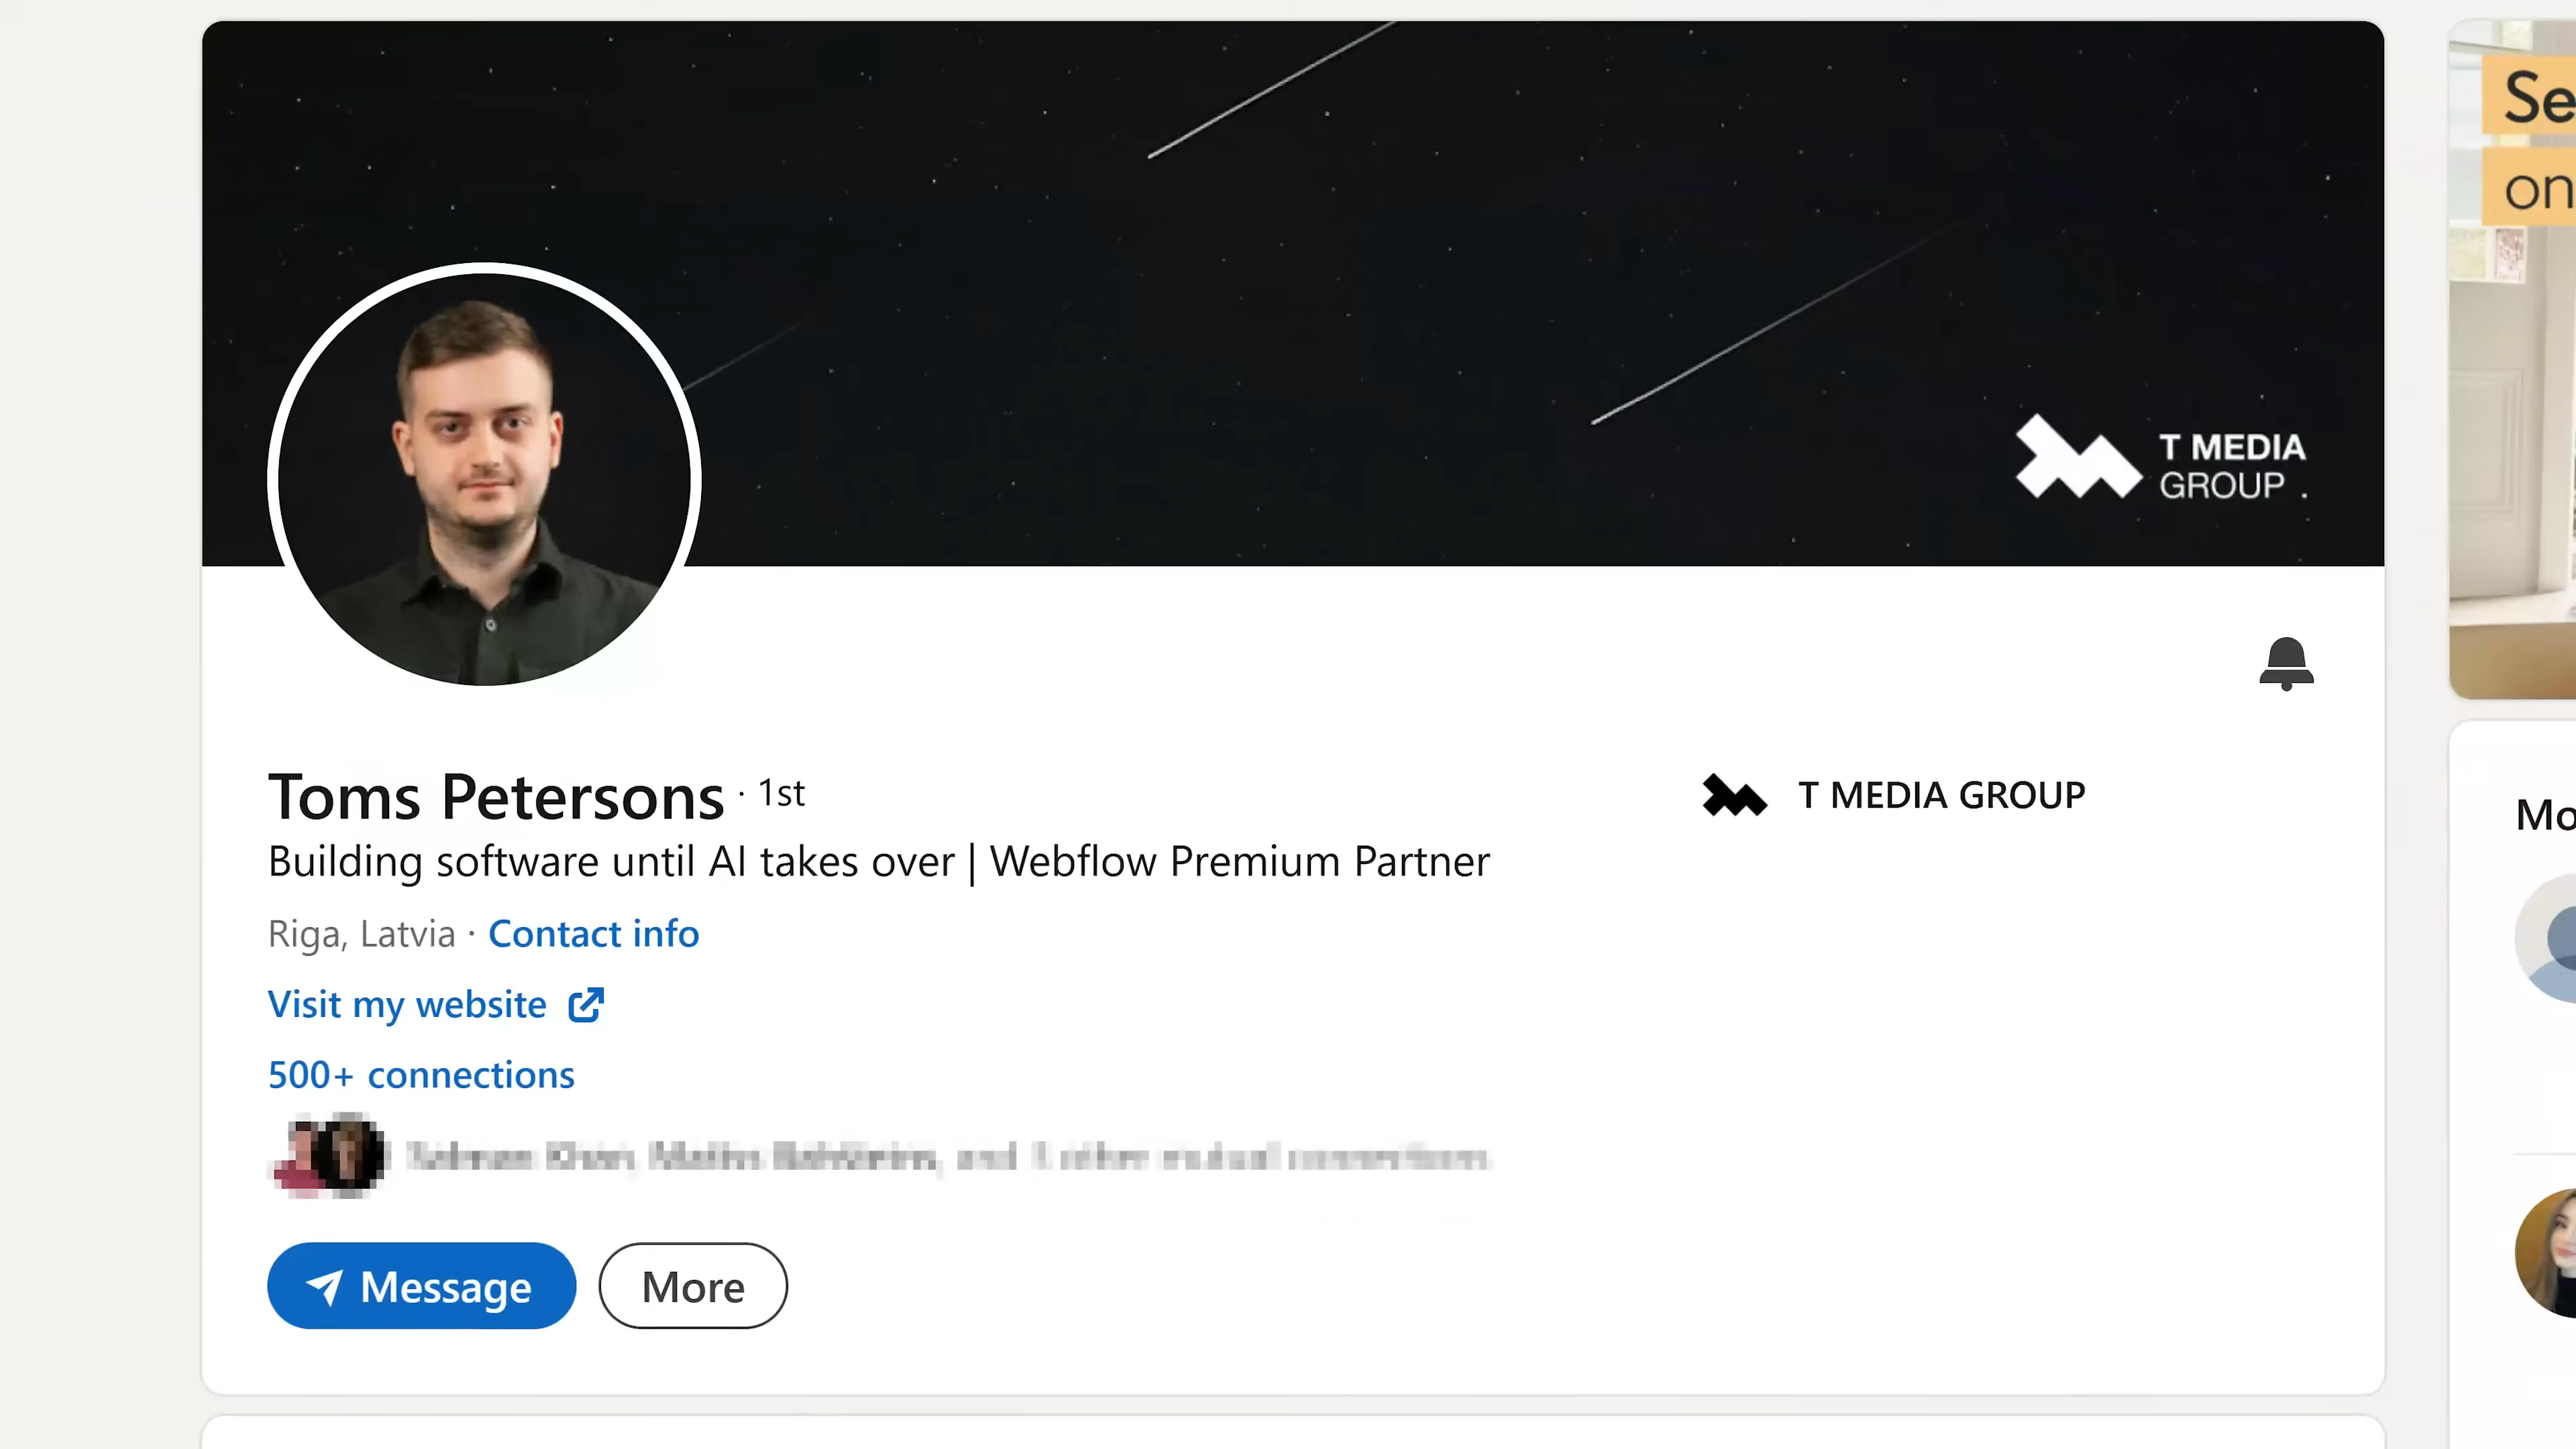 Se
on
T MEDIA
GROUP .
Toms Petersons · 1st
T MEDIA GROUP
Building software until AI takes over | Webflow Premium Partner
Riga, Latvia · Contact info
Visit my website
500+ connections
Message
More
Mo